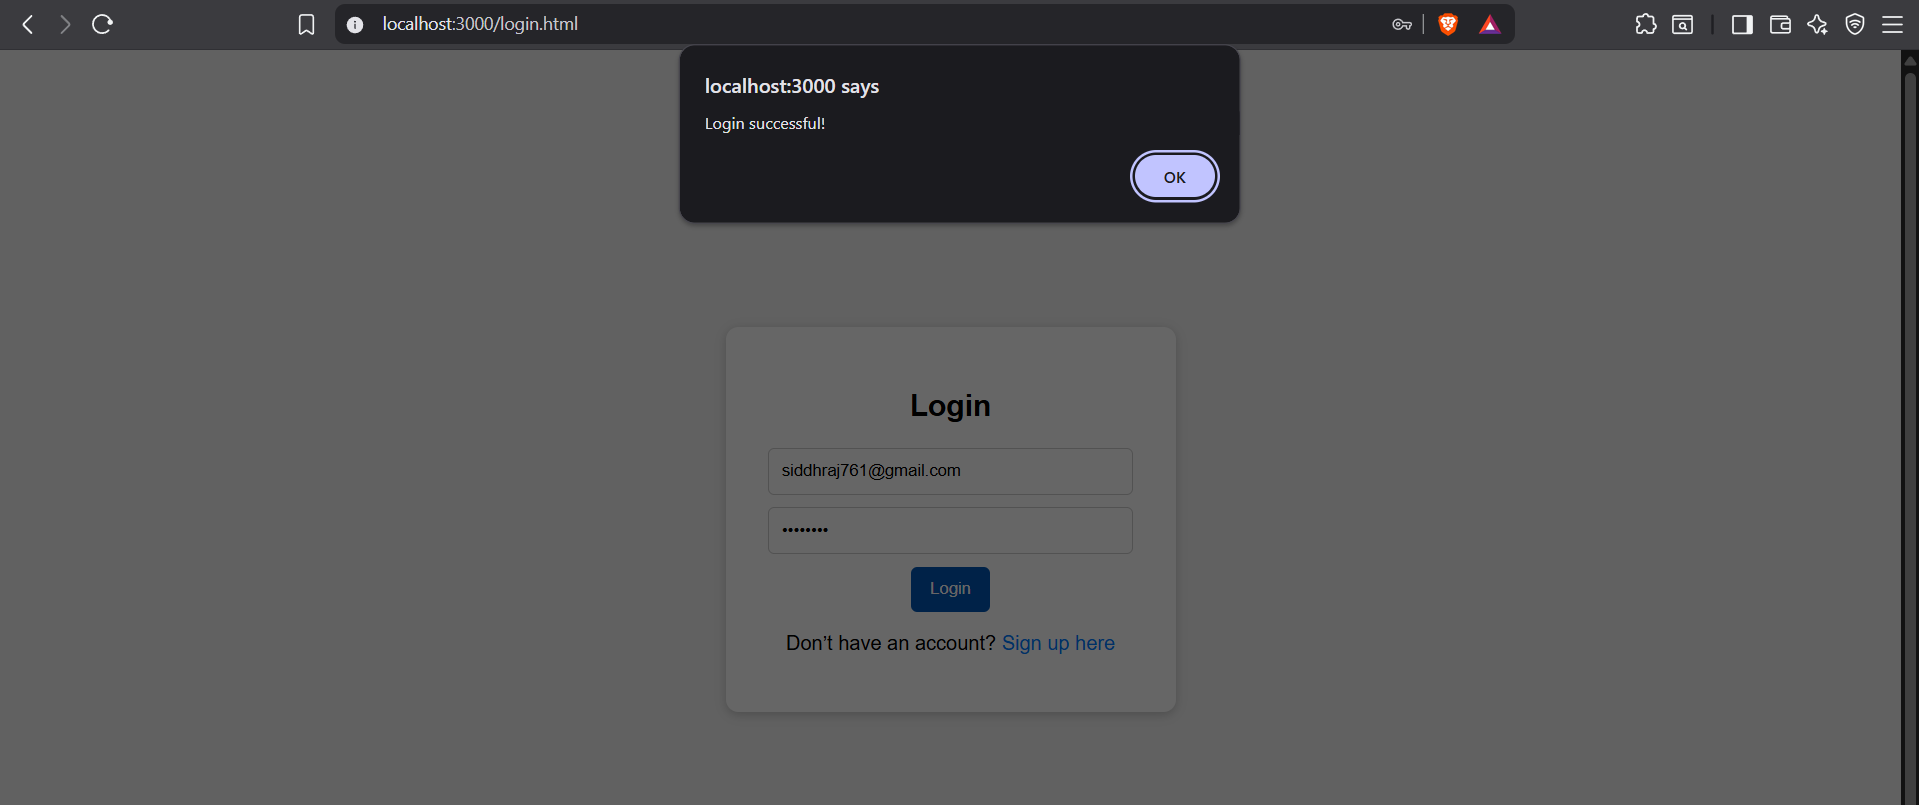 localhost:3000/login.html
localhost:3000 says
Login successful!
OK
Login
siddhraj761@gmail.com
••••••••
Login
Don’t have an account? Sign up here